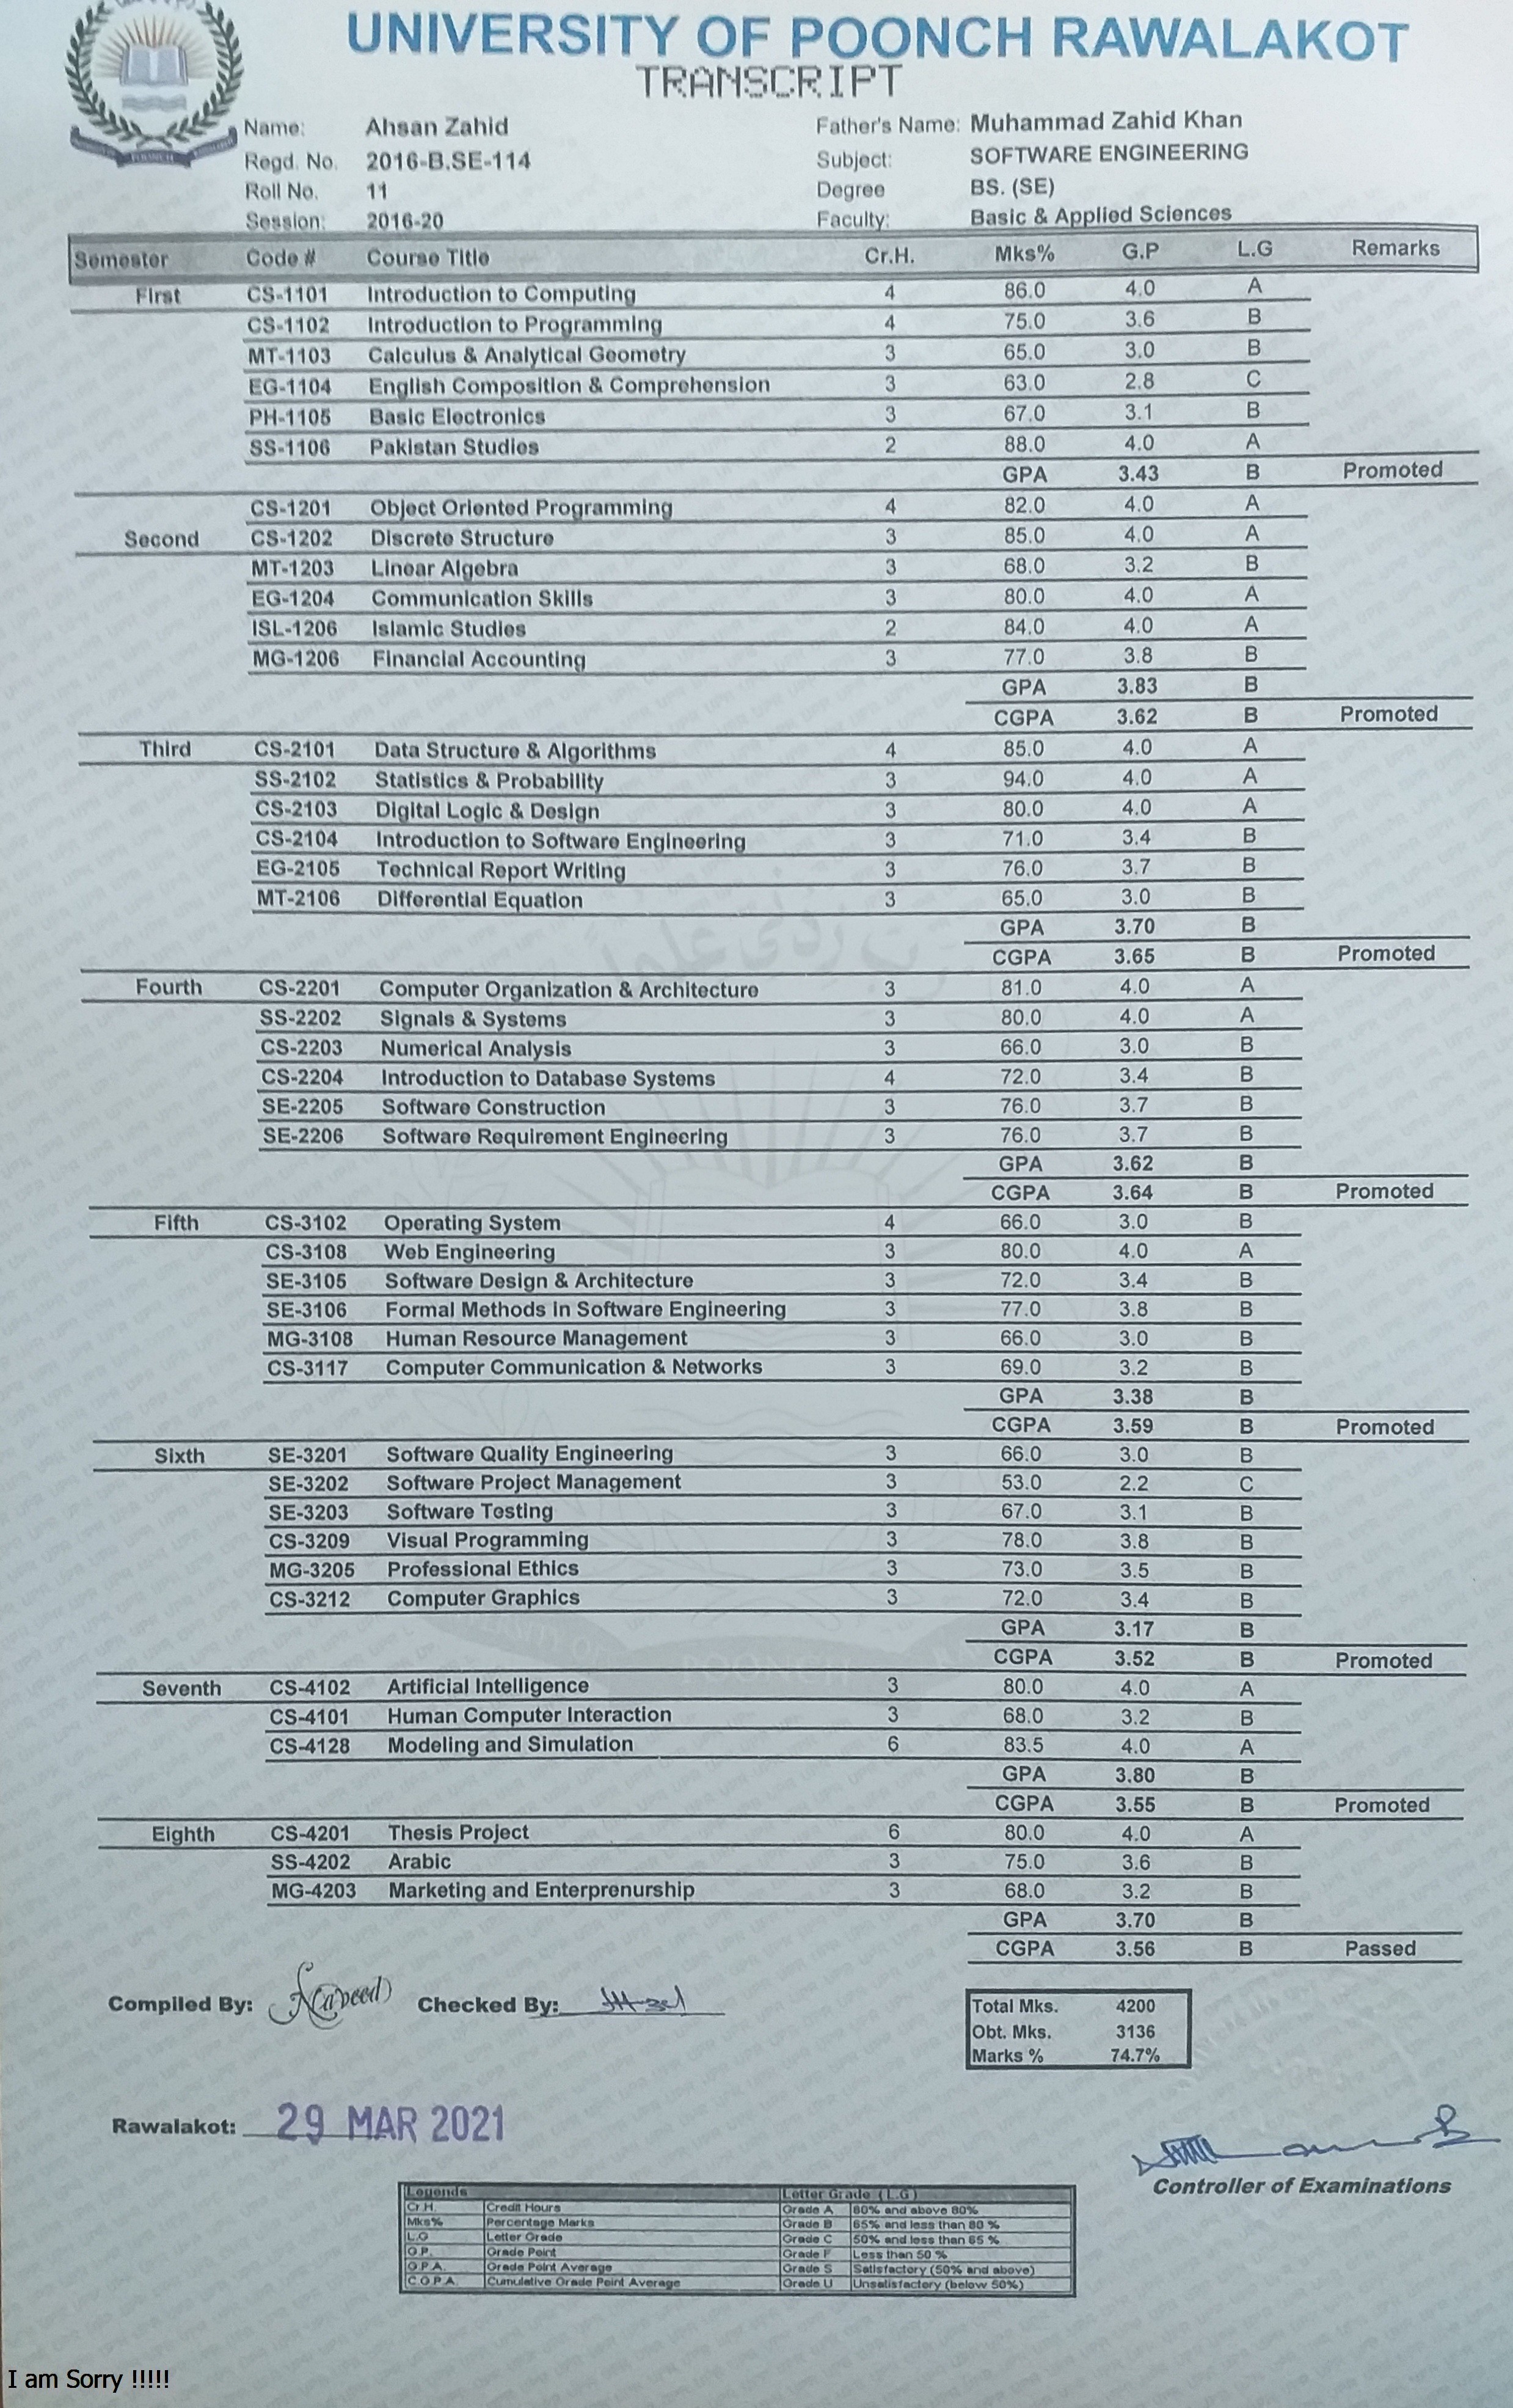 UNIVERSITY OF POONCH RAWALAKOT
TRANSCRIPT
Name: Ahsan Zahid Father's Name: Muhammad Zahid Khan
Regd. No. 2016-B.SE-114 Subject: SOFTWARE ENGINEERING
Roll No. 11 Degree BS. (SE)
Session: 2016-20 Faculty: Basic & Applied Sciences
Semester Code # Course Title Cr.H. Mks% G.P L.G Remarks
First CS-1101 Introduction to Computing 4 86.0 4.0 A
CS-1102 Introduction to Programming 4 75.0 3.6 B
MT-1103 Calculus & Analytical Geometry 3 65.0 3.0 B
EG-1104 English Composition & Comprehension 3 63.0 2.8 C
PH-1105 Basic Electronics 3 67.0 3.1 B
SS-1106 Pakistan Studies 2 88.0 4.0 A
GPA 3.43 B Promoted
CS-1201 Object Oriented Programming 4 82.0 4.0 A
Second CS-1202 Discrete Structure 3 85.0 4.0 A
MT-1203 Linear Algebra 3 68.0 3.2 B
EG-1204 Communication Skills 3 80.0 4.0 A
ISL-1206 Islamic Studies 2 84.0 4.0 A
MG-1206 Financial Accounting 3 77.0 3.8 B
GPA 3.83 B
CGPA 3.62 B Promoted
Third CS-2101 Data Structure & Algorithms 4 85.0 4.0 A
SS-2102 Statistics & Probability 3 94.0 4.0 A
CS-2103 Digital Logic & Design 3 80.0 4.0 A
CS-2104 Introduction to Software Engineering 3 71.0 3.4 B
EG-2105 Technical Report Writing 3 76.0 3.7 B
MT-2106 Differential Equation 3 65.0 3.0 B
GPA 3.70 B
CGPA 3.65 B Promoted
Fourth CS-2201 Computer Organization & Architecture 3 81.0 4.0 A
SS-2202 Signals & Systems 3 80.0 4.0 A
CS-2203 Numerical Analysis 3 66.0 3.0 B
CS-2204 Introduction to Database Systems 4 72.0 3.4 B
SE-2205 Software Construction 3 76.0 3.7 B
SE-2206 Software Requirement Engineering 3 76.0 3.7 B
GPA 3.62 B
CGPA 3.64 B Promoted
Fifth CS-3102 Operating System 4 66.0 3.0 B
CS-3108 Web Engineering 3 80.0 4.0 A
SE-3105 Software Design & Architecture 3 72.0 3.4 B
SE-3106 Formal Methods in Software Engineering 3 77.0 3.8 B
MG-3108 Human Resource Management 3 66.0 3.0 B
CS-3117 Computer Communication & Networks 3 69.0 3.2 B
GPA 3.38 B
CGPA 3.59 B Promoted
Sixth SE-3201 Software Quality Engineering 3 66.0 3.0 B
SE-3202 Software Project Management 3 53.0 2.2 C
SE-3203 Software Testing 3 67.0 3.1 B
CS-3209 Visual Programming 3 78.0 3.8 B
MG-3205 Professional Ethics 3 73.0 3.5 B
CS-3212 Computer Graphics 3 72.0 3.4 B
GPA 3.17 B
CGPA 3.52 B Promoted
Seventh CS-4102 Artificial Intelligence 3 80.0 4.0 A
CS-4101 Human Computer Interaction 3 68.0 3.2 B
CS-4128 Modeling and Simulation 6 83.5 4.0 A
GPA 3.80 B
CGPA 3.55 B Promoted
Eighth CS-4201 Thesis Project 6 80.0 4.0 A
SS-4202 Arabic 3 75.0 3.6 B
MG-4203 Marketing and Enterprenurship 3 68.0 3.2 B
GPA 3.70 B
CGPA 3.56 B Passed
Compiled By: Naveed Checked By:
Total Mks. 4200
Obt. Mks. 3136
Marks % 74.7%
Rawalakot: 29 MAR 2021
Controller of Examinations
Legends Letter Grade (L.G)
Cr.H. Credit Hours Grade A 80% and above 80%
Mks% Percentage Marks Grade B 65% and less than 80 %
L.G Letter Grade Grade C 50% and less than 65 %
G.P. Grade Point Grade F Less than 50 %
G.P.A. Grade Point Average Grade S Satisfactory (50% and above)
C.G.P.A. Cumulative Grade Point Average Grade U Unsatisfactory (below 50%)
I am Sorry !!!!!